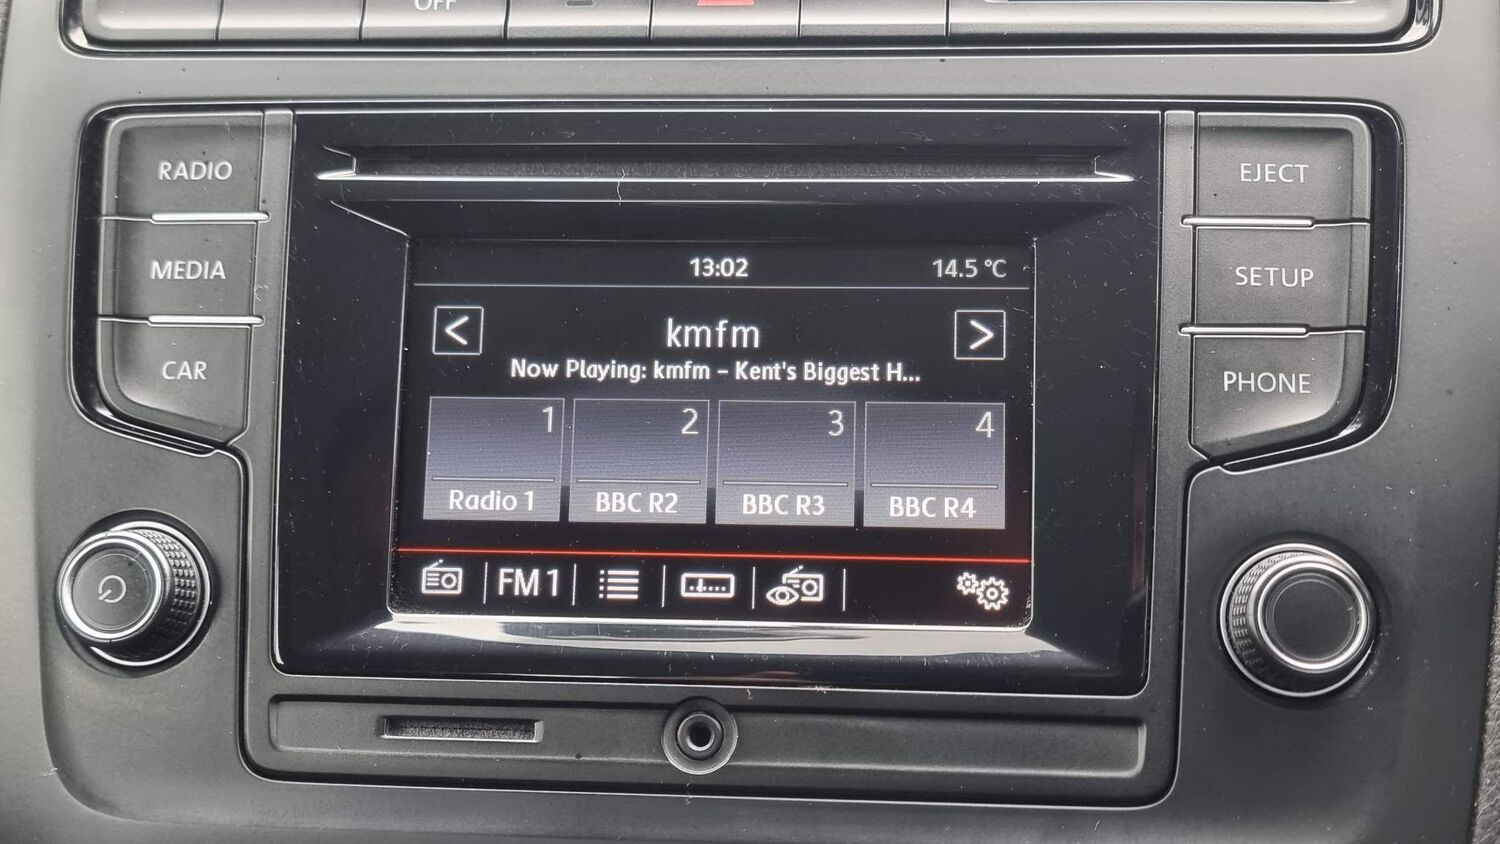 OFF
RADIO
MEDIA
CAR
EJECT
SETUP
PHONE
13:02 14.5 °C
< kmfm >
Now Playing: kmfm – Kent's Biggest H...
1 2 3 4
Radio 1 BBC R2 BBC R3 BBC R4
FM 1